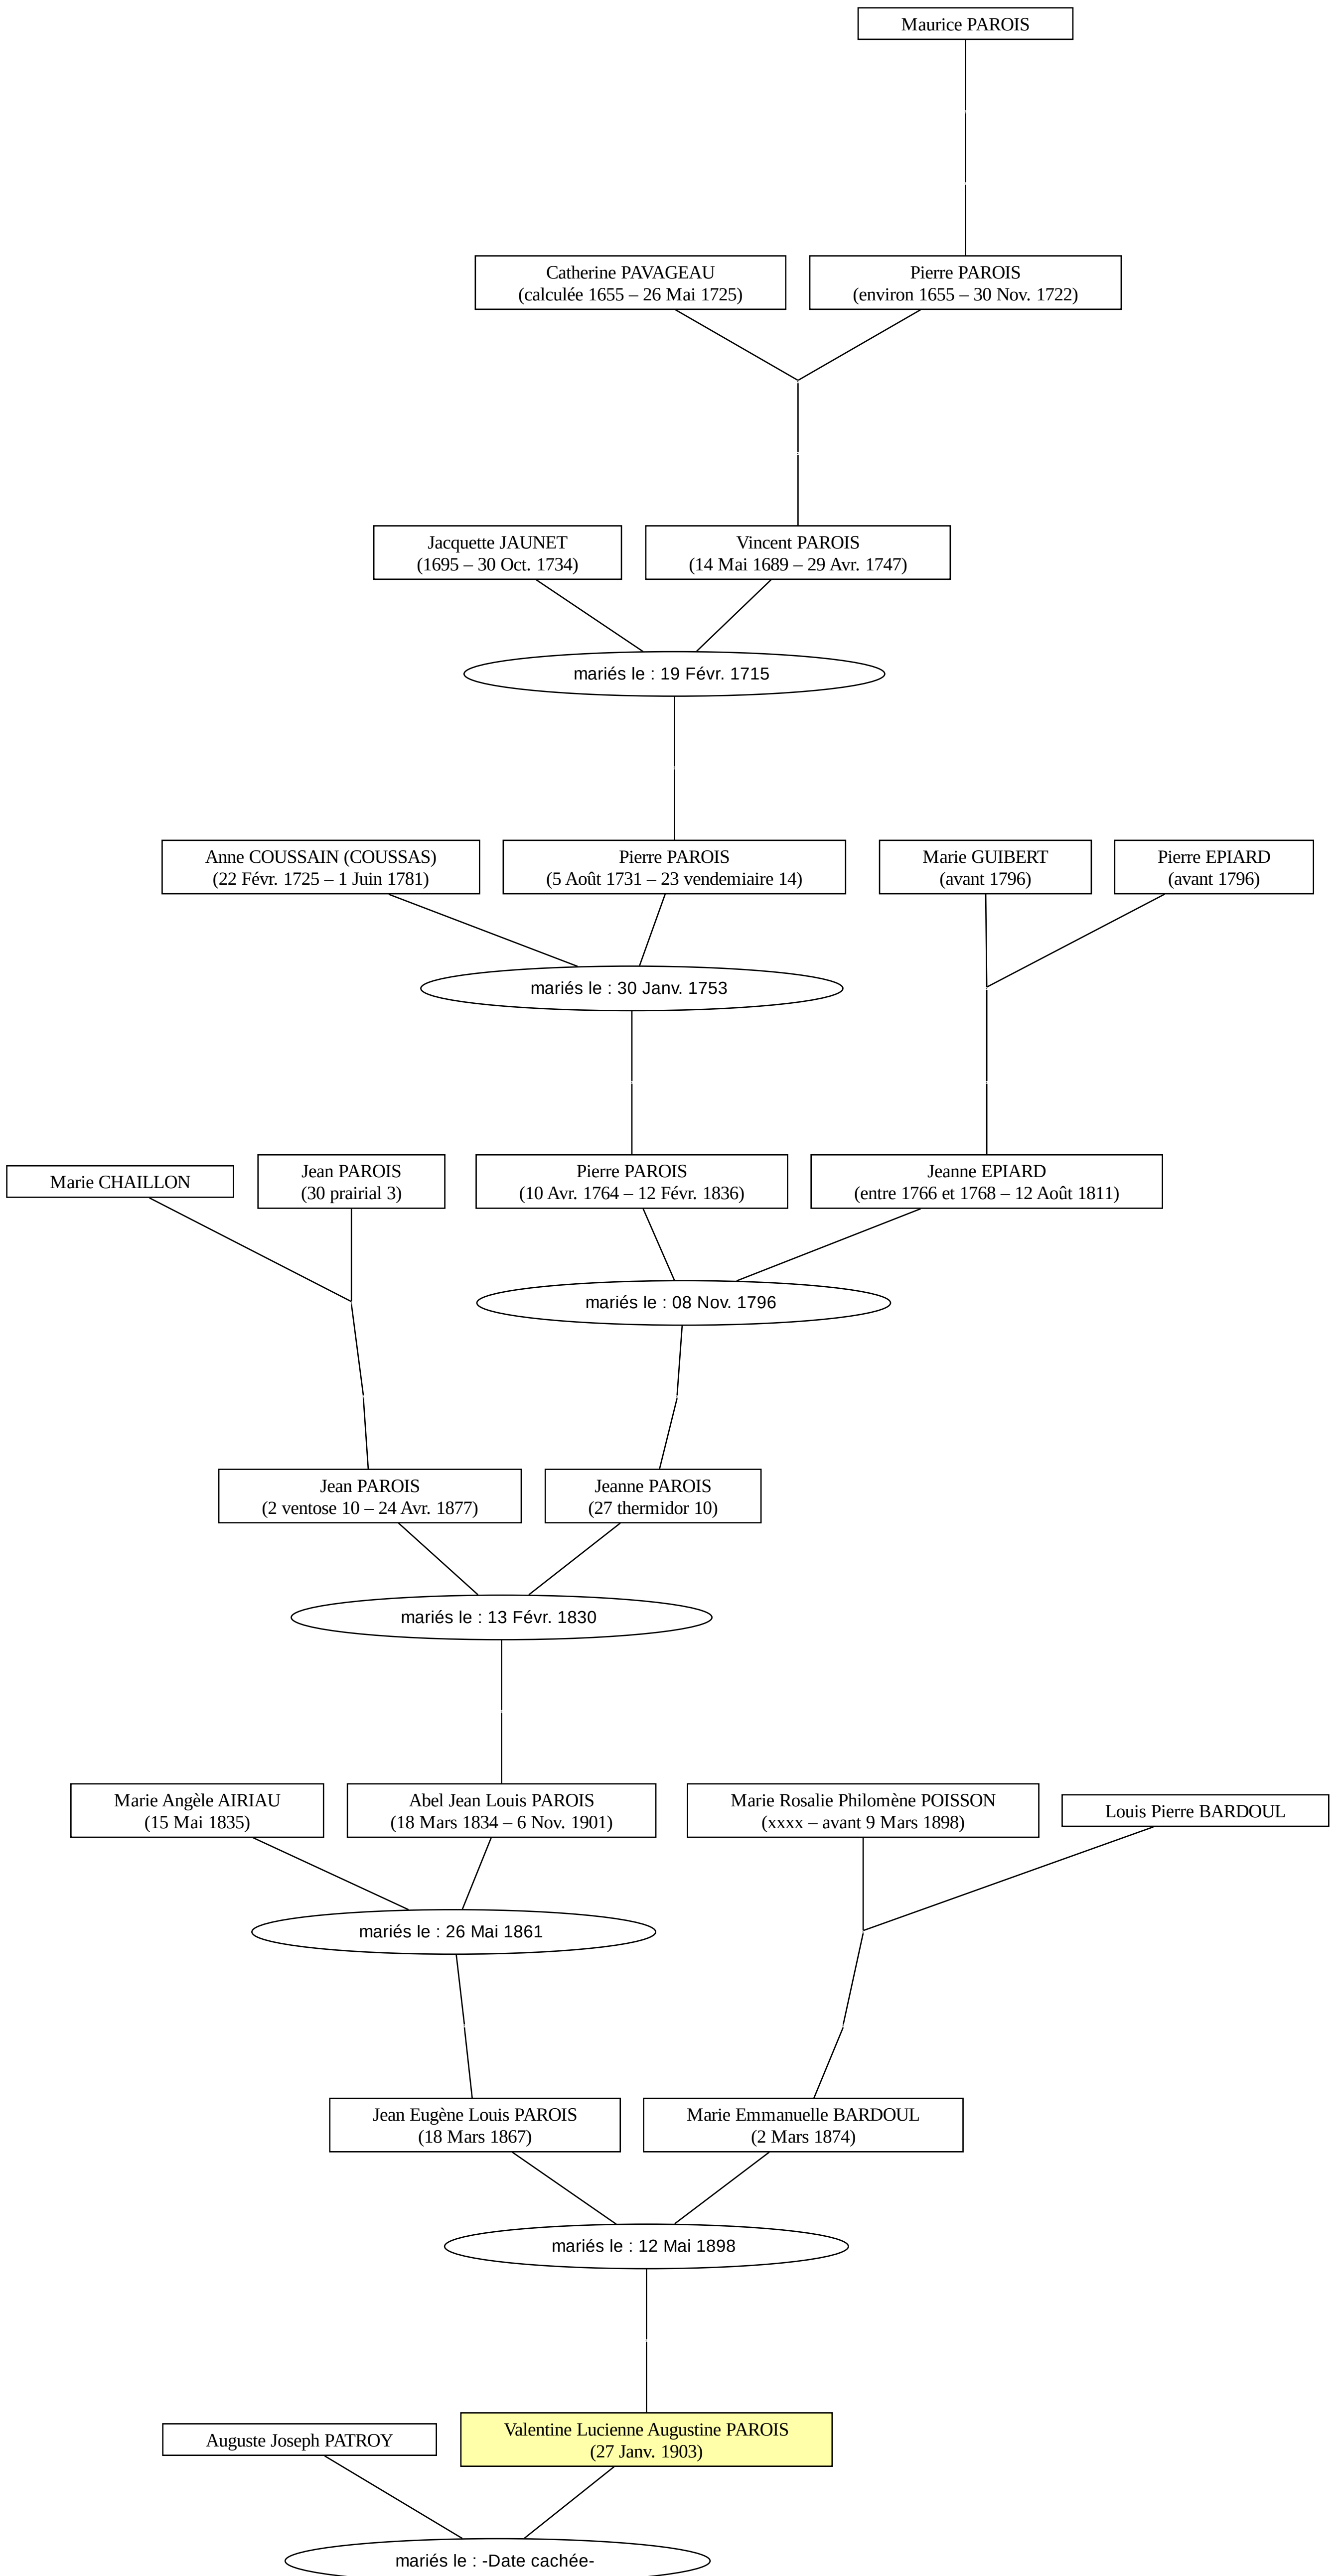 Maurice PAROIS
Catherine PAVAGEAU
(calculée 1655 – 26 Mai 1725)
Pierre PAROIS
(environ 1655 – 30 Nov. 1722)
Jacquette JAUNET
(1695 – 30 Oct. 1734)
Vincent PAROIS
(14 Mai 1689 – 29 Avr. 1747)
mariés le : 19 Févr. 1715
Anne COUSSAIN (COUSSAS)
(22 Févr. 1725 – 1 Juin 1781)
Pierre PAROIS
(5 Août 1731 – 23 vendemiaire 14)
Marie GUIBERT
(avant 1796)
Pierre EPIARD
(avant 1796)
mariés le : 30 Janv. 1753
Marie CHAILLON
Jean PAROIS
(30 prairial 3)
Pierre PAROIS
(10 Avr. 1764 – 12 Févr. 1836)
Jeanne EPIARD
(entre 1766 et 1768 – 12 Août 1811)
mariés le : 08 Nov. 1796
Jean PAROIS
(2 ventose 10 – 24 Avr. 1877)
Jeanne PAROIS
(27 thermidor 10)
mariés le : 13 Févr. 1830
Marie Angèle AIRIAU
(15 Mai 1835)
Abel Jean Louis PAROIS
(18 Mars 1834 – 6 Nov. 1901)
Marie Rosalie Philomène POISSON
(xxxx – avant 9 Mars 1898)
Louis Pierre BARDOUL
mariés le : 26 Mai 1861
Jean Eugène Louis PAROIS
(18 Mars 1867)
Marie Emmanuelle BARDOUL
(2 Mars 1874)
mariés le : 12 Mai 1898
Auguste Joseph PATROY
Valentine Lucienne Augustine PAROIS
(27 Janv. 1903)
mariés le : -Date cachée-